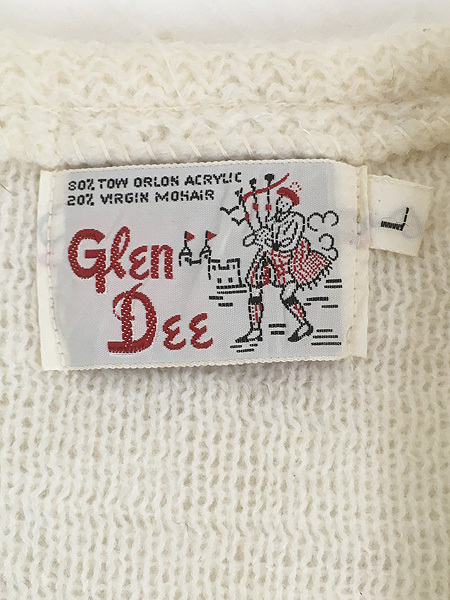 80% TOW ORLON ACRYLIC
20% VIRGIN MOHAIR
Glen
Dee
L